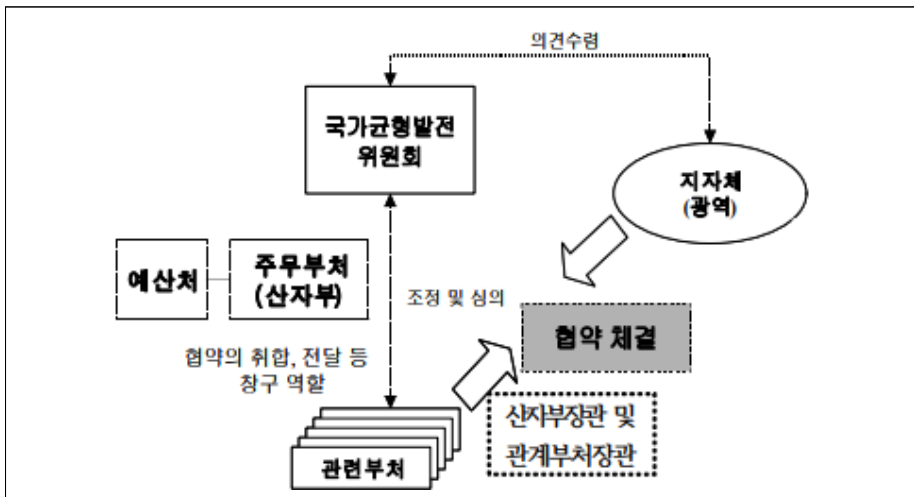 의견수렴
국가균형발전
위원회
지자체
(광역)
예산처
주무부처
(산자부)
조정 및 심의
협약 체결
협약의 취합, 전달 등
창구 역할
산자부장관 및
관계부처장관
관련부처